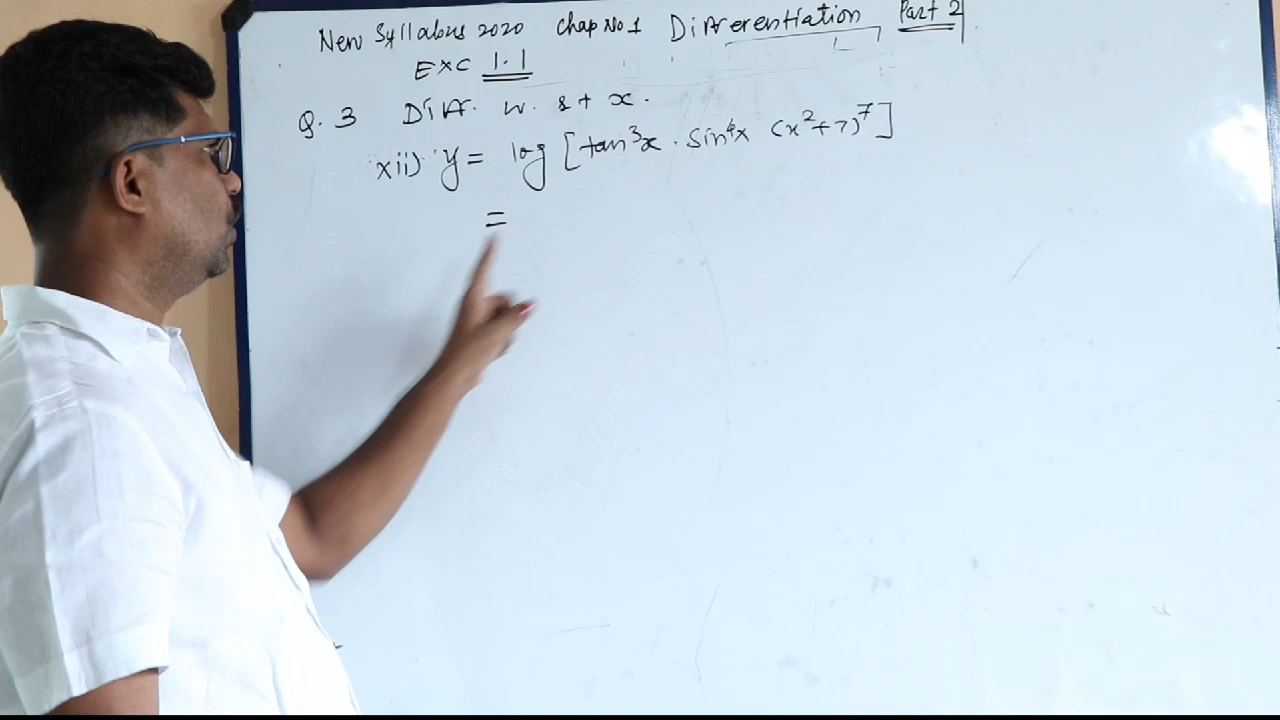 New Syllabus 2020 Chap No 1 Differentiation Part 2
Exc 1.1
Q. 3 Diff. w. r. t x.
xii) y = log [tan³x . sin⁴x (x²+7)⁷]
=